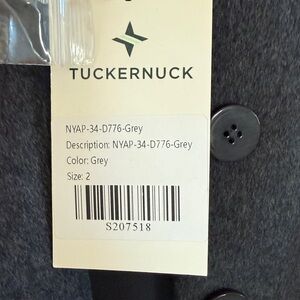 TUCKERNUCK
NYAP-34-D776-Grey
Description: NYAP-34-D776-Grey
Color: Grey
Size: 2
S207518